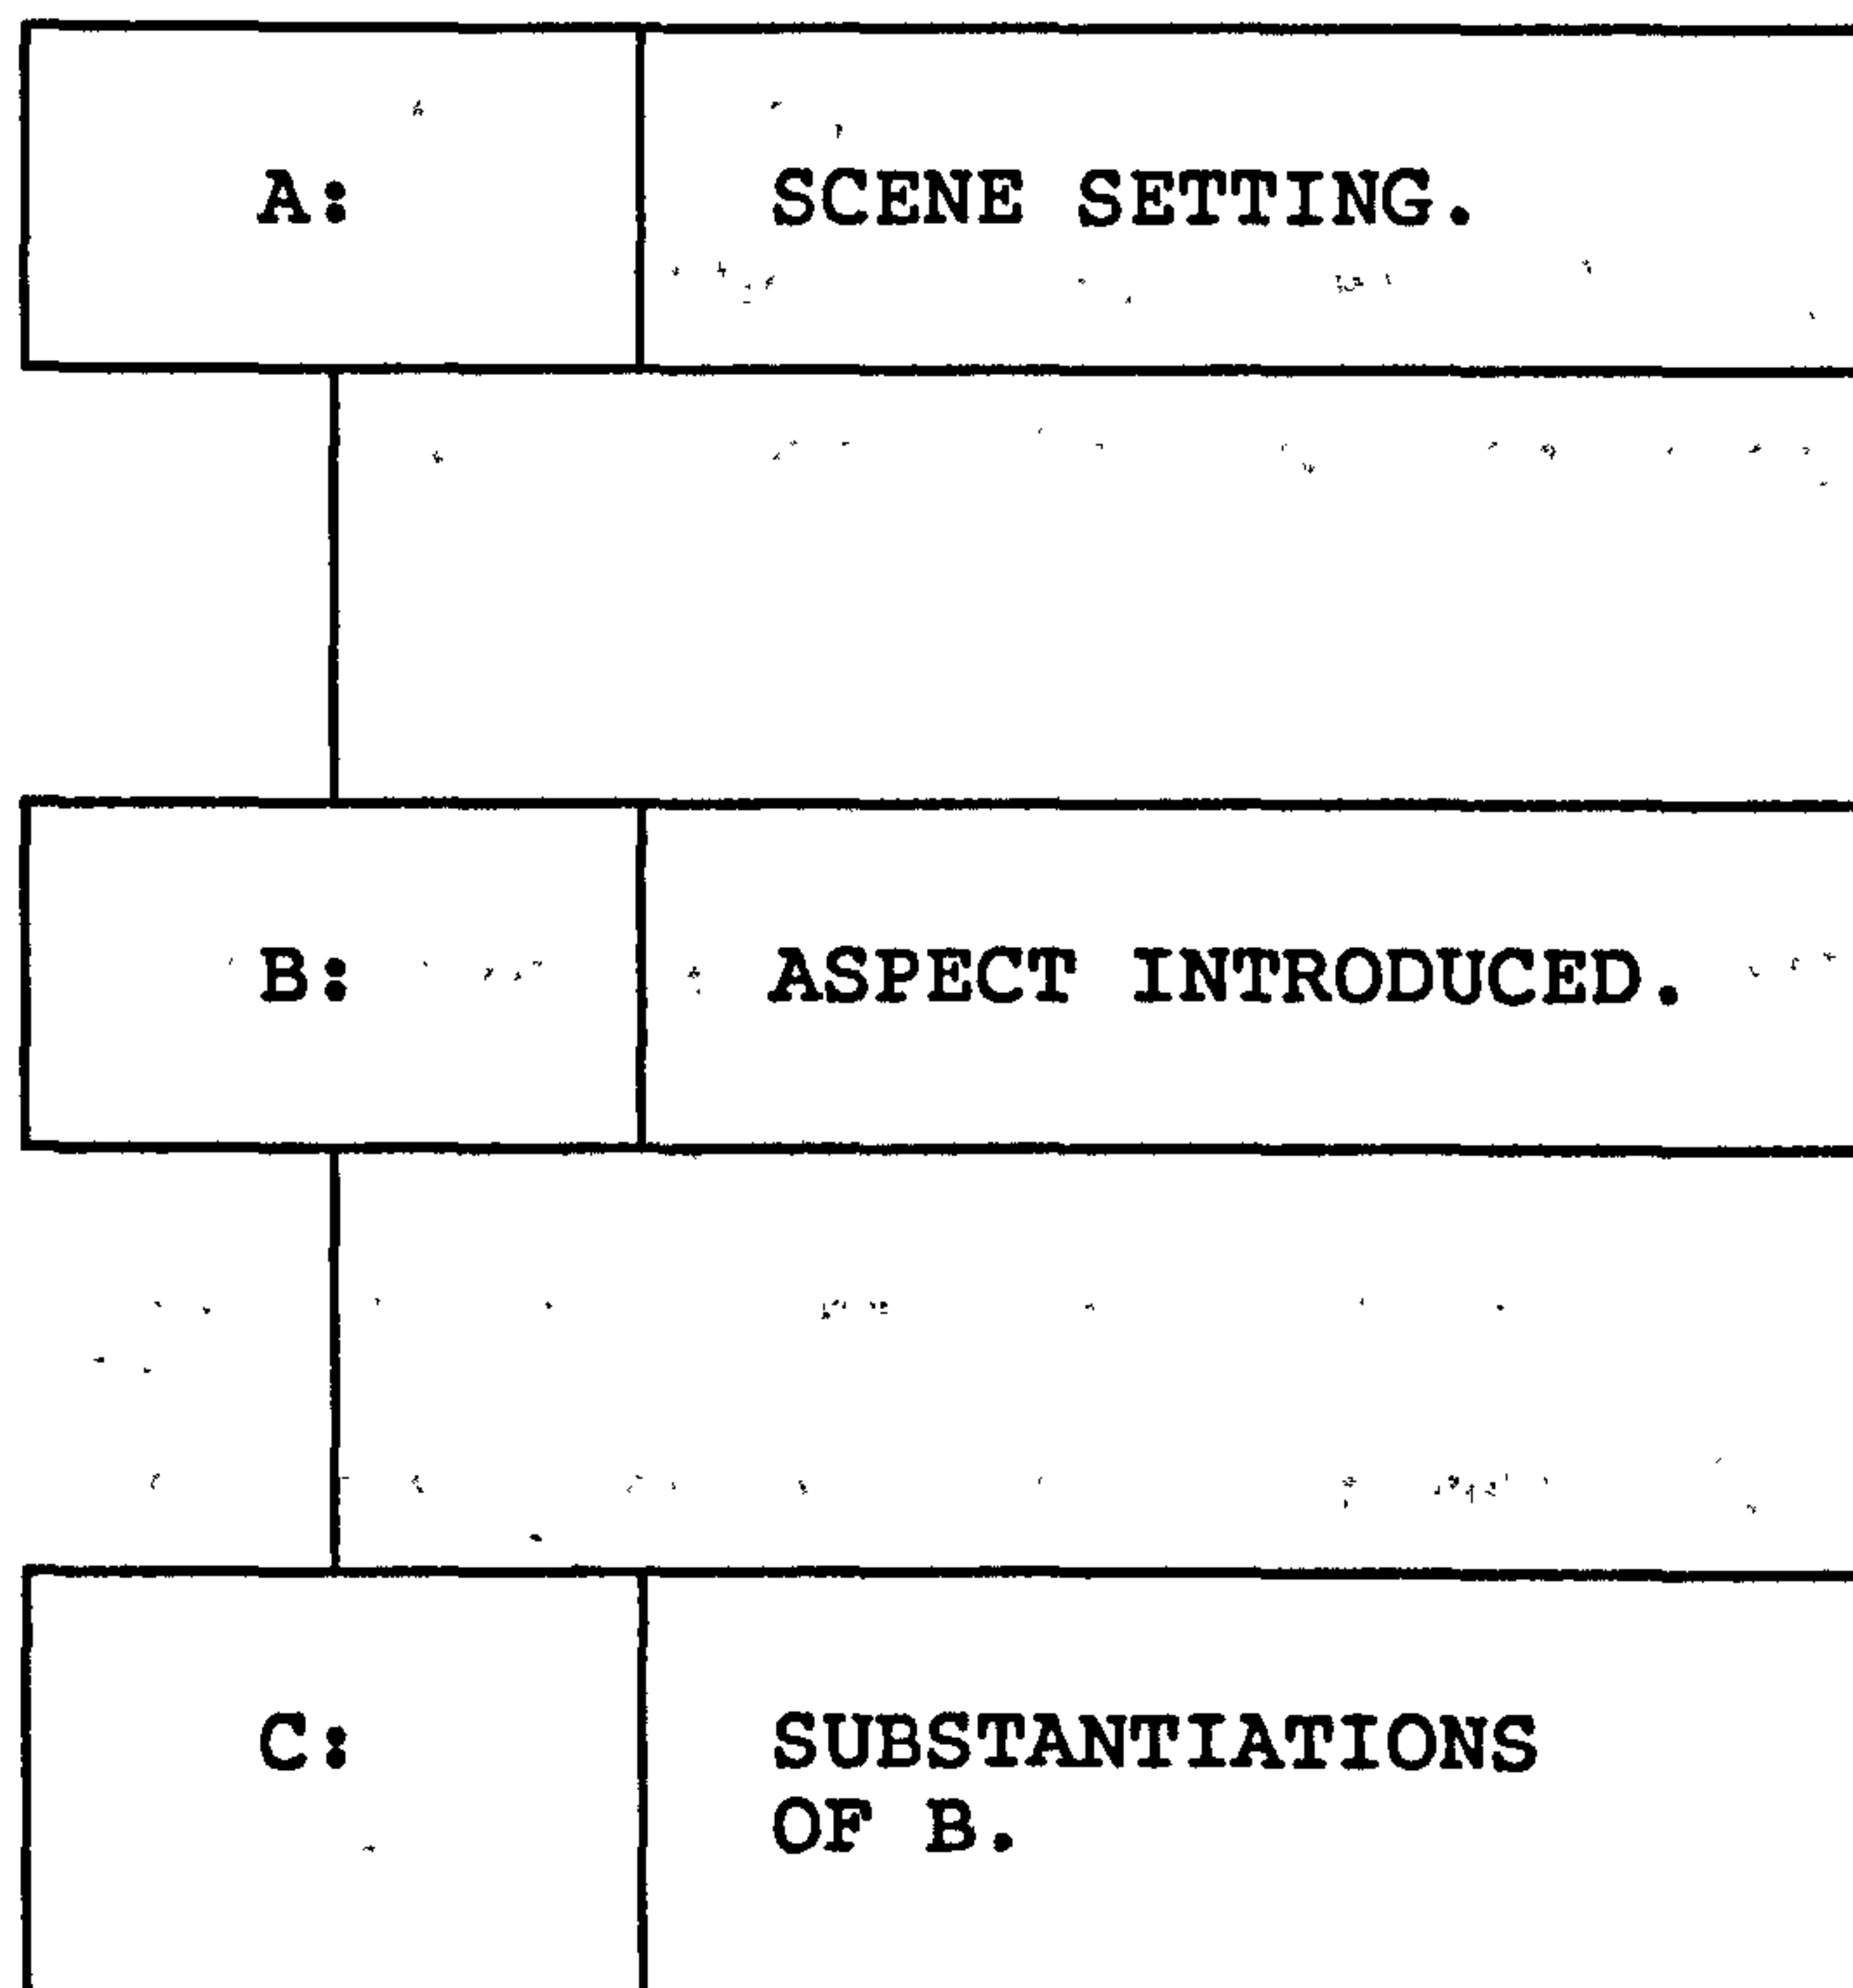 A: SCENE SETTING.
B: ASPECT INTRODUCED.
C: SUBSTANTIATIONS
OF B.